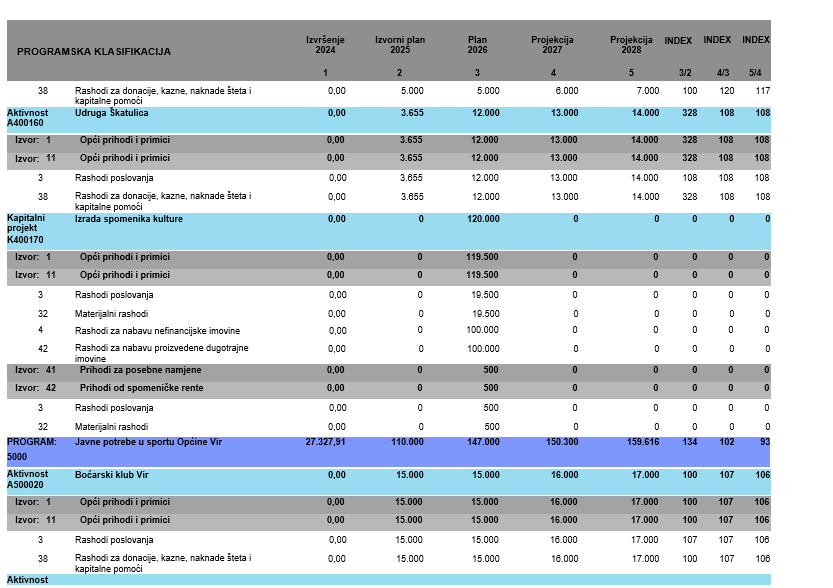 PROGRAMSKA KLASIFIKACIJA Izvršenje 2024 Izvorni plan 2025 Plan 2026 Projekcija 2027 Projekcija 2028 INDEX INDEX INDEX
1 2 3 4 5 3/2 4/3 5/4
38 Rashodi za donacije, kazne, naknade šteta i 0,00 5.000 5.000 6.000 7.000 100 120 117
kapitalne pomoći
Aktivnost Udruga Škatulica 0,00 3.655 12.000 13.000 14.000 328 108 108
A400160
Izvor: 1 Opći prihodi i primici 0,00 3.655 12.000 13.000 14.000 328 108 108
Izvor: 11 Opći prihodi i primici 0,00 3.655 12.000 13.000 14.000 328 108 108
3 Rashodi poslovanja 0,00 3.655 12.000 13.000 14.000 108 108 108
38 Rashodi za donacije, kazne, naknade šteta i 0,00 3.655 12.000 13.000 14.000 328 108 108
kapitalne pomoći
Kapitalni Izrada spomenika kulture 0,00 0 120.000 0 0 0 0 0
projekt
K400170
Izvor: 1 Opći prihodi i primici 0,00 0 119.500 0 0 0 0 0
Izvor: 11 Opći prihodi i primici 0,00 0 119.500 0 0 0 0 0
3 Rashodi poslovanja 0,00 0 19.500 0 0 0 0 0
32 Materijalni rashodi 0,00 0 19.500 0 0 0 0 0
4 Rashodi za nabavu nefinancijske imovine 0,00 0 100.000 0 0 0 0 0
42 Rashodi za nabavu proizvedene dugotrajne 0,00 0 100.000 0 0 0 0 0
imovine
Izvor: 41 Prihodi za posebne namjene 0,00 0 500 0 0 0 0 0
Izvor: 42 Prihodi od spomeničke rente 0,00 0 500 0 0 0 0 0
3 Rashodi poslovanja 0,00 0 500 0 0 0 0 0
32 Materijalni rashodi 0,00 0 500 0 0 0 0 0
PROGRAM: Javne potrebe u sportu Općine Vir 27.327,91 110.000 147.000 150.300 159.616 134 102 93
5000
Aktivnost Boćarski klub Vir 0,00 15.000 15.000 16.000 17.000 100 107 106
A500020
Izvor: 1 Opći prihodi i primici 0,00 15.000 15.000 16.000 17.000 100 107 106
Izvor: 11 Opći prihodi i primici 0,00 15.000 15.000 16.000 17.000 100 107 106
3 Rashodi poslovanja 0,00 15.000 15.000 16.000 17.000 107 107 106
38 Rashodi za donacije, kazne, naknade šteta i 0,00 15.000 15.000 16.000 17.000 100 107 106
kapitalne pomoći
Aktivnost